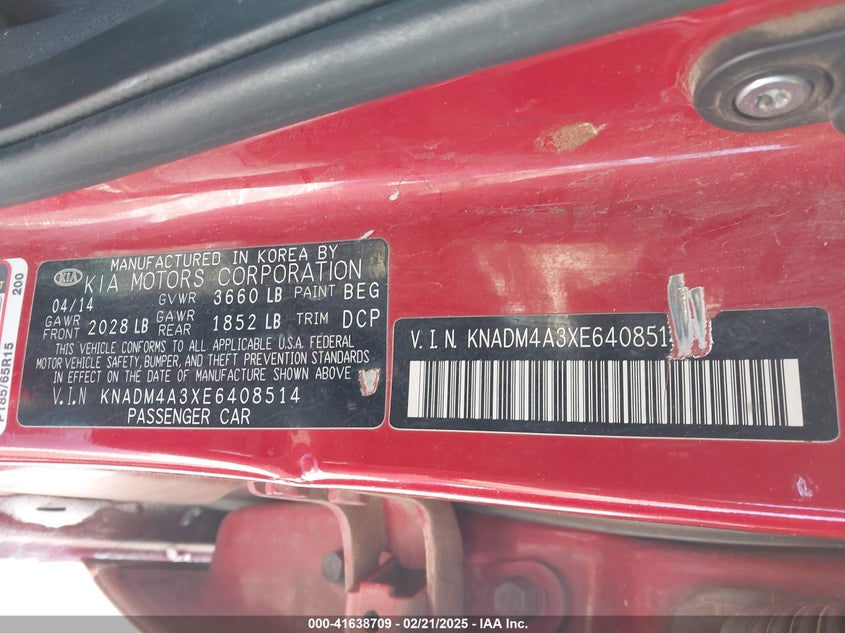 MANUFACTURED IN KOREA BY
KIA KIA MOTORS CORPORATION
04/14 GVWR 3660 LB PAINT BEG
GAWR FRONT 2028 LB GAWR REAR 1852 LB TRIM DCP
THIS VEHICLE CONFORMS TO ALL APPLICABLE U.S.A. FEDERAL
MOTOR VEHICLE SAFETY, BUMPER, AND THEFT PREVENTION STANDARDS
IN EFFECT ON THE DATE OF MANUFACTURE SHOWN ABOVE
V.I.N KNADM4A3XE6408514
PASSENGER CAR
V.I.N. KNADM4A3XE640851
200
P185/65R15
000-41638709 - 02/21/2025 - IAA Inc.